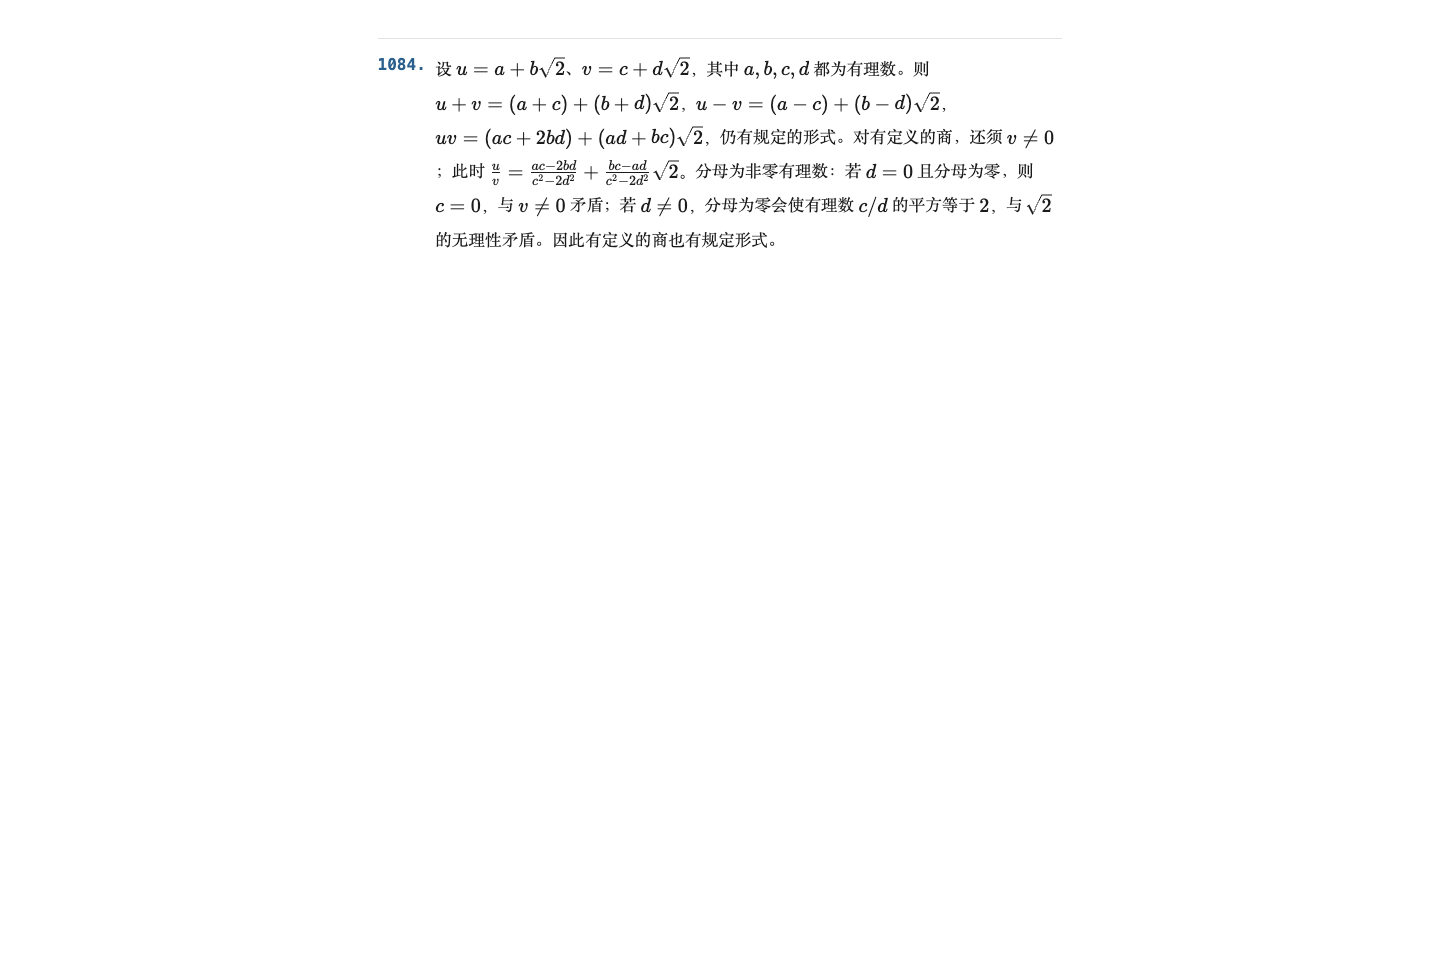 1084. 设 u = a + b√2、v = c + d√2，其中 a, b, c, d 都为有理数。则
u + v = (a + c) + (b + d)√2，u − v = (a − c) + (b − d)√2，
uv = (ac + 2bd) + (ad + bc)√2，仍有规定的形式。对有定义的商，还须 v ≠ 0
；此时 u/v = (ac−2bd)/(c²−2d²) + (bc−ad)/(c²−2d²) √2。分母为非零有理数：若 d = 0 且分母为零，则
c = 0，与 v ≠ 0 矛盾；若 d ≠ 0，分母为零会使有理数 c/d 的平方等于 2，与 √2
的无理性矛盾。因此有定义的商也有规定形式。